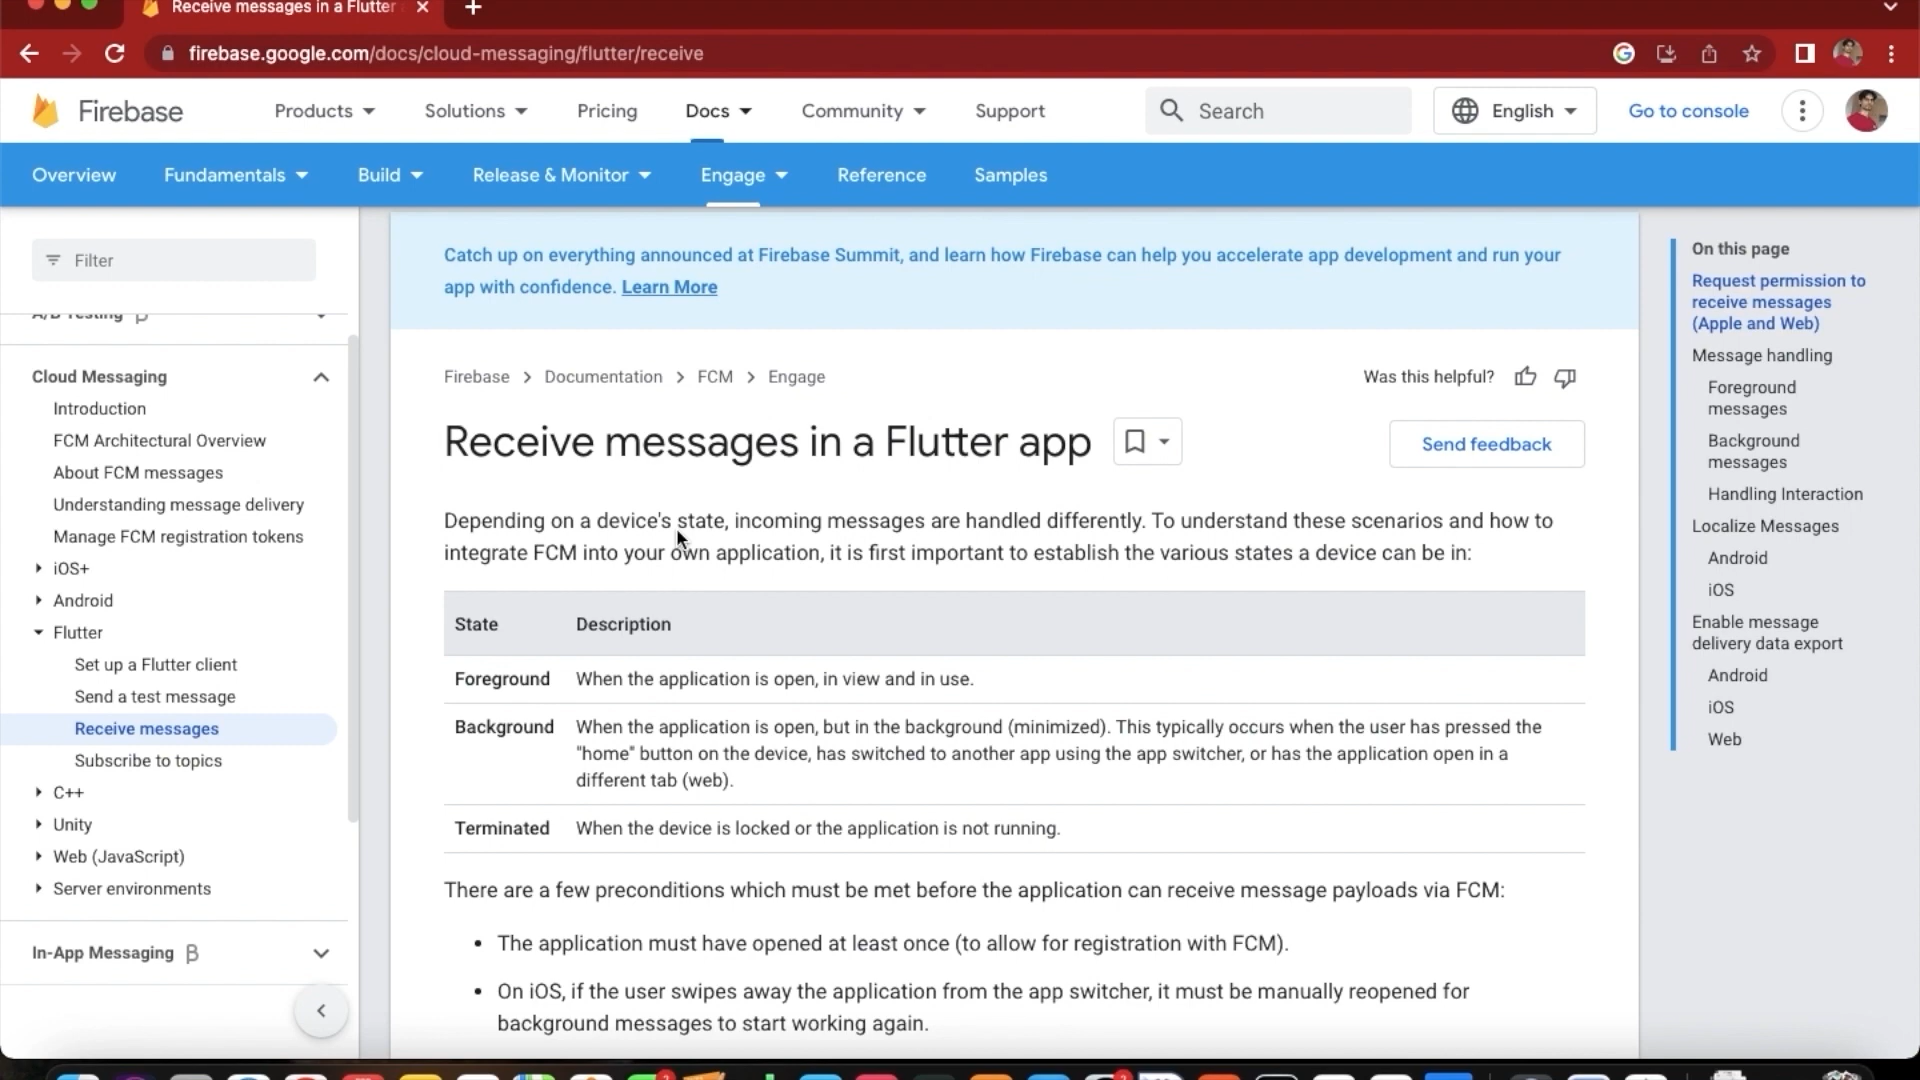 Receive messages in a Flutter
firebase.google.com/docs/cloud-messaging/flutter/receive
Firebase
Products
Solutions
Pricing
Docs
Community
Support
Search
English
Go to console
Overview
Fundamentals
Build
Release & Monitor
Engage
Reference
Samples
Filter
A/B Testing
Cloud Messaging
Introduction
FCM Architectural Overview
About FCM messages
Understanding message delivery
Manage FCM registration tokens
iOS+
Android
Flutter
Set up a Flutter client
Send a test message
Receive messages
Subscribe to topics
C++
Unity
Web (JavaScript)
Server environments
In-App Messaging
Catch up on everything announced at Firebase Summit, and learn how Firebase can help you accelerate app development and run your
app with confidence. Learn More
Firebase > Documentation > FCM > Engage
Was this helpful?
Receive messages in a Flutter app
Send feedback
Depending on a device's state, incoming messages are handled differently. To understand these scenarios and how to
integrate FCM into your own application, it is first important to establish the various states a device can be in:
State Description
Foreground When the application is open, in view and in use.
Background When the application is open, but in the background (minimized). This typically occurs when the user has pressed the
"home" button on the device, has switched to another app using the app switcher, or has the application open in a
different tab (web).
Terminated When the device is locked or the application is not running.
There are a few preconditions which must be met before the application can receive message payloads via FCM:
• The application must have opened at least once (to allow for registration with FCM).
• On iOS, if the user swipes away the application from the app switcher, it must be manually reopened for
background messages to start working again.
On this page
Request permission to
receive messages
(Apple and Web)
Message handling
Foreground
messages
Background
messages
Handling Interaction
Localize Messages
Android
iOS
Enable message
delivery data export
Android
iOS
Web